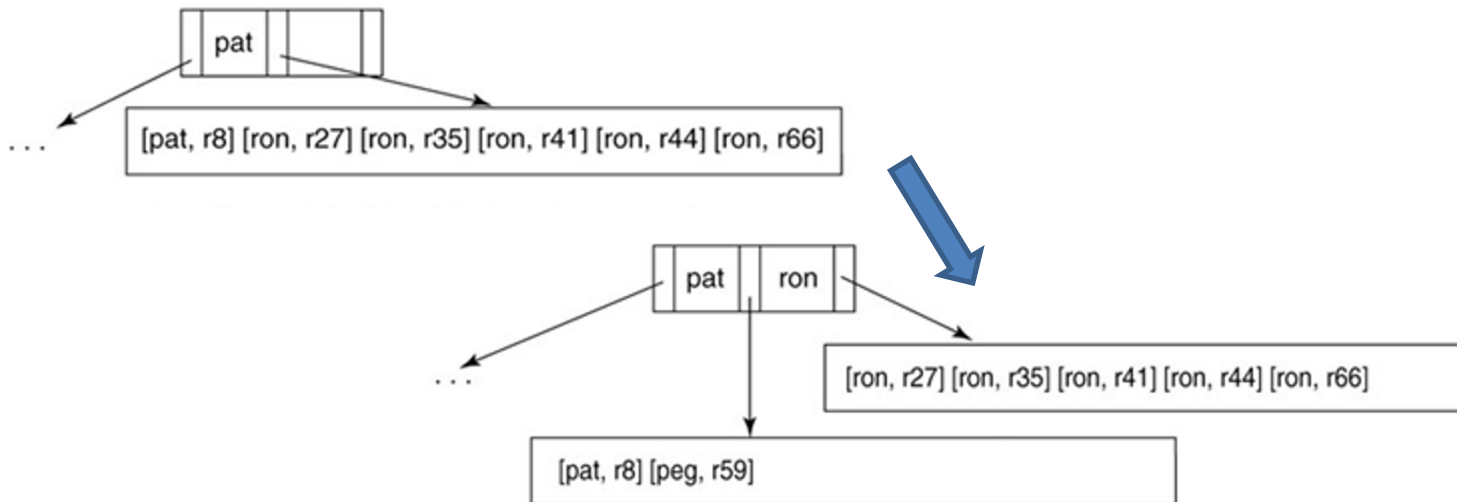 pat
. . .
[pat, r8] [ron, r27] [ron, r35] [ron, r41] [ron, r44] [ron, r66]
pat ron
. . .
[ron, r27] [ron, r35] [ron, r41] [ron, r44] [ron, r66]
[pat, r8] [peg, r59]